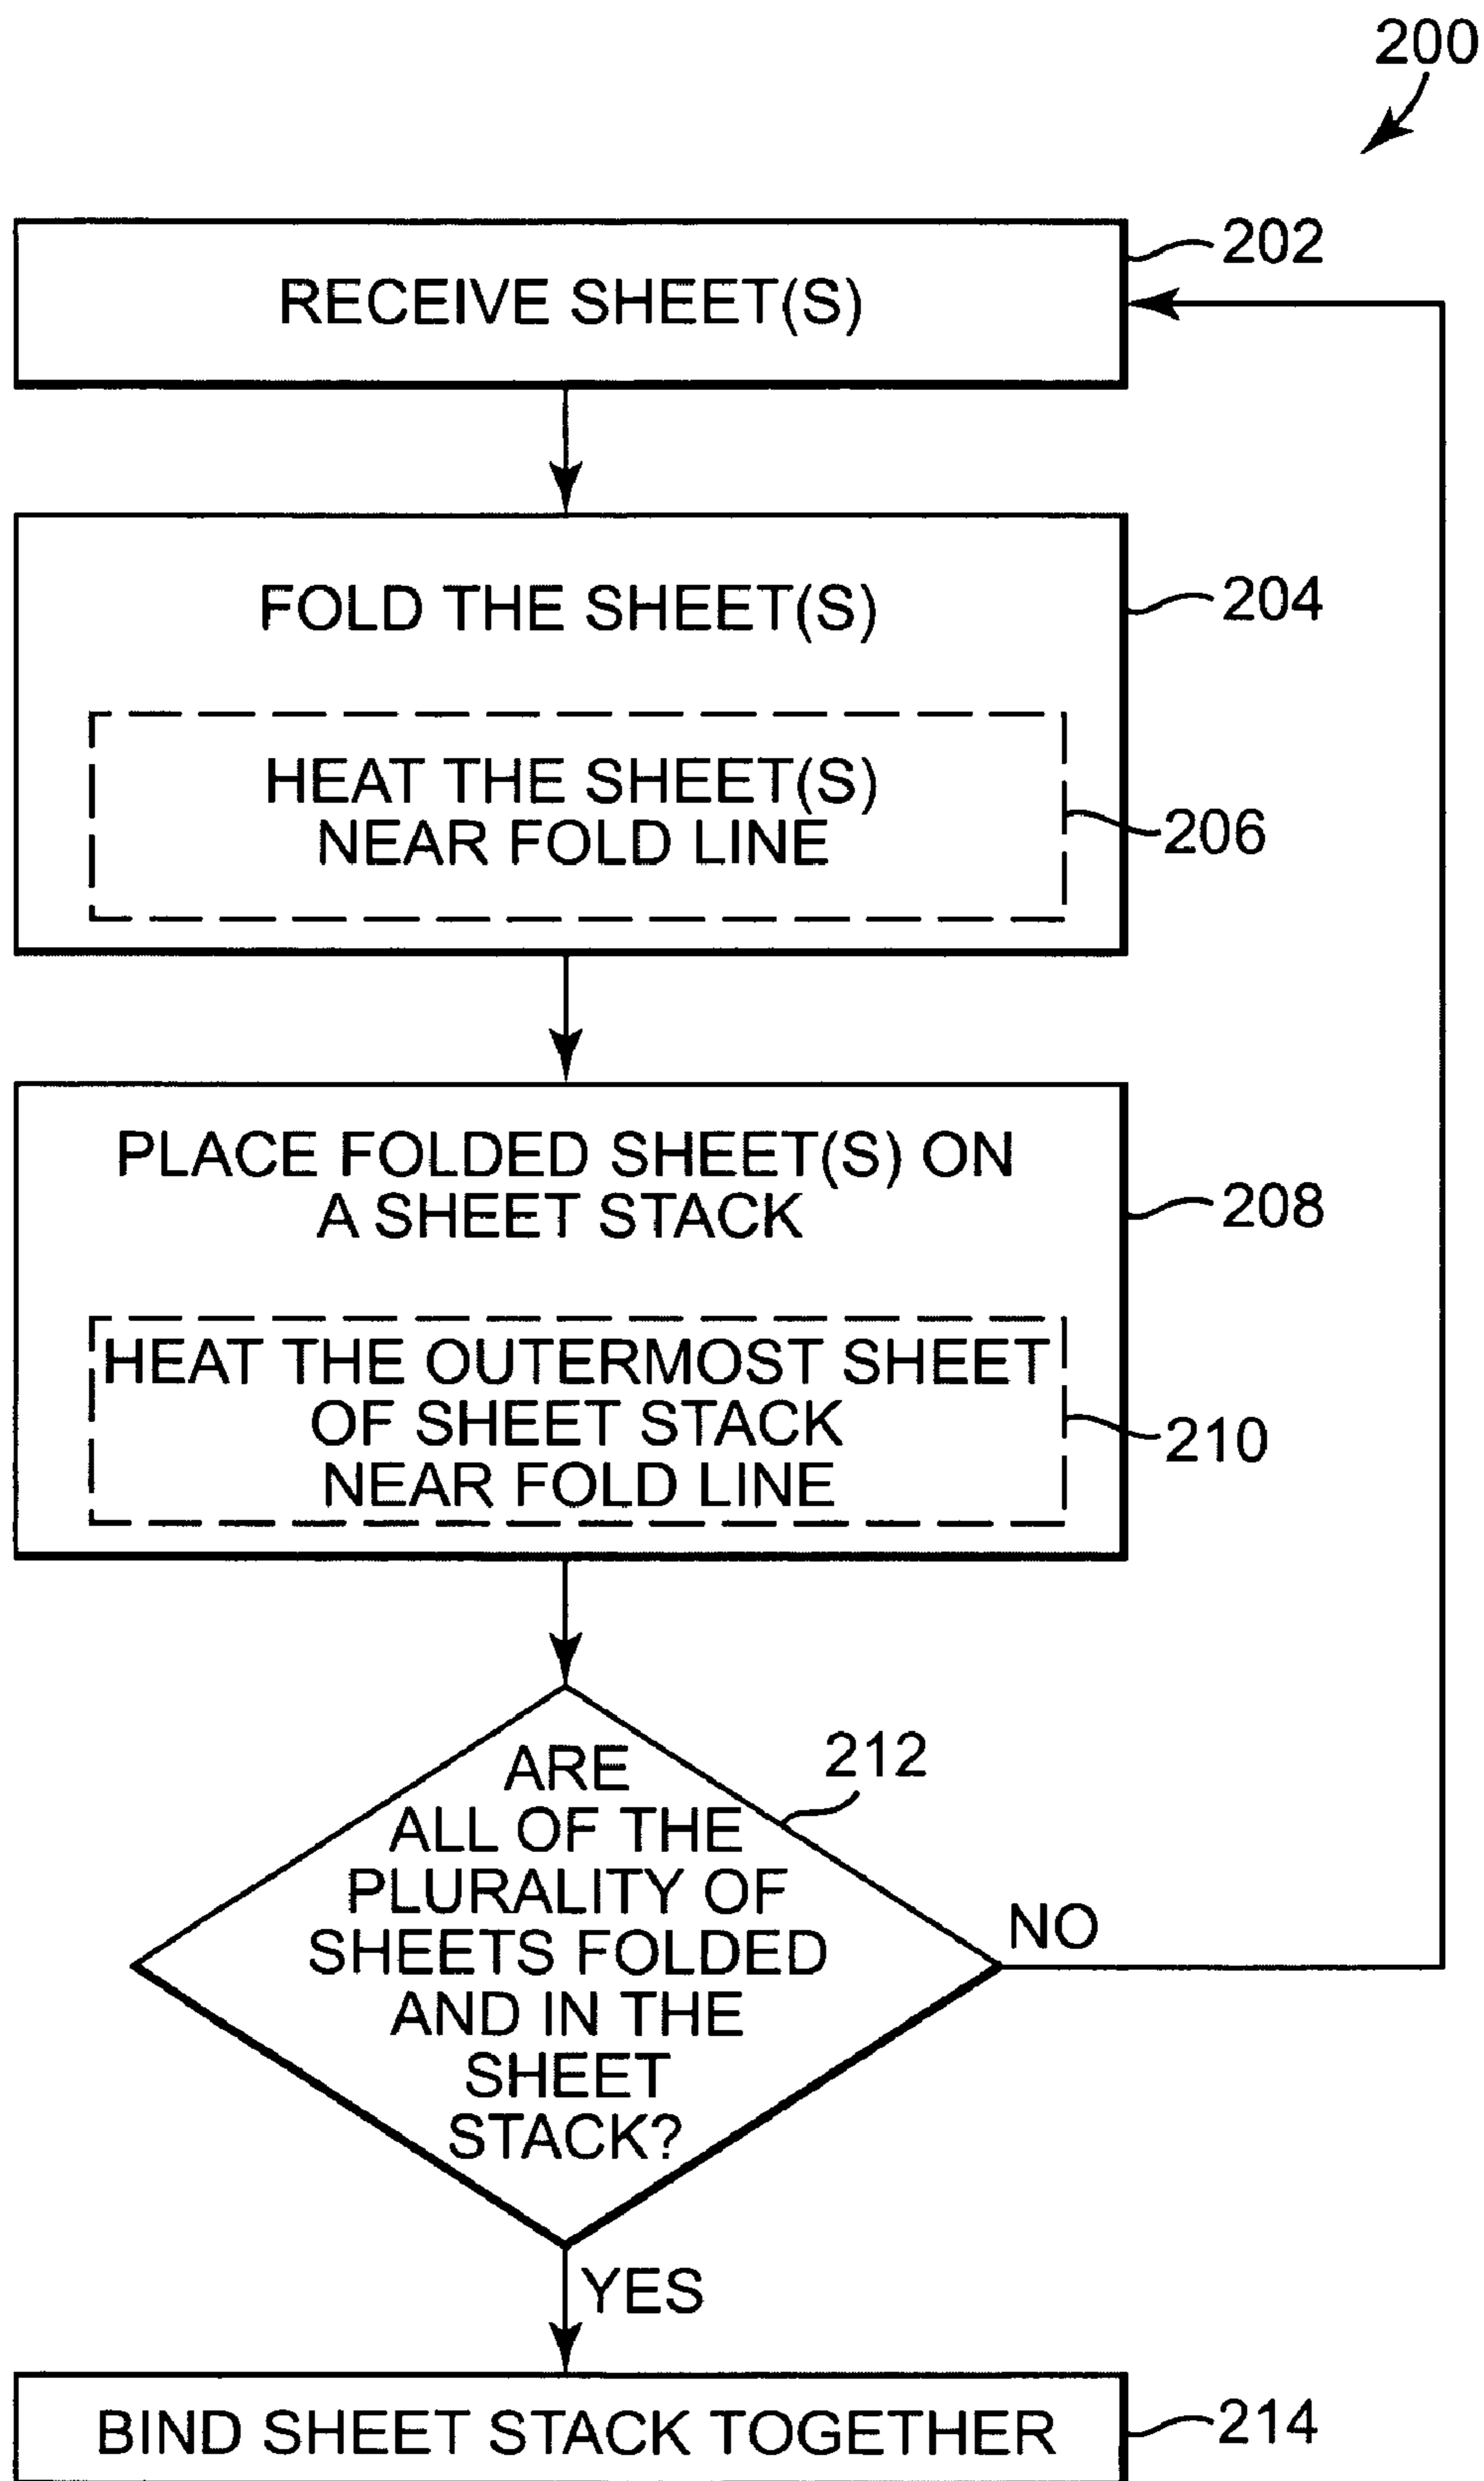 200
RECEIVE SHEET(S)
202
FOLD THE SHEET(S)
204
HEAT THE SHEET(S)
NEAR FOLD LINE
206
PLACE FOLDED SHEET(S) ON
A SHEET STACK
208
HEAT THE OUTERMOST SHEET
OF SHEET STACK
NEAR FOLD LINE
210
ARE
ALL OF THE
PLURALITY OF
SHEETS FOLDED
AND IN THE
SHEET
STACK?
212
NO
YES
BIND SHEET STACK TOGETHER
214